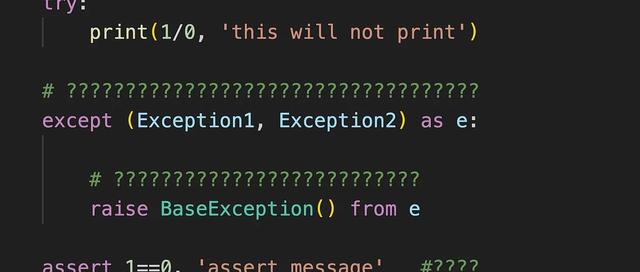 try:
print(1/0, 'this will not print')
# ???????????????????????????????????
except (Exception1, Exception2) as e:
# ??????????????????????????
raise BaseException() from e
assert 1==0, 'assert message'   #????